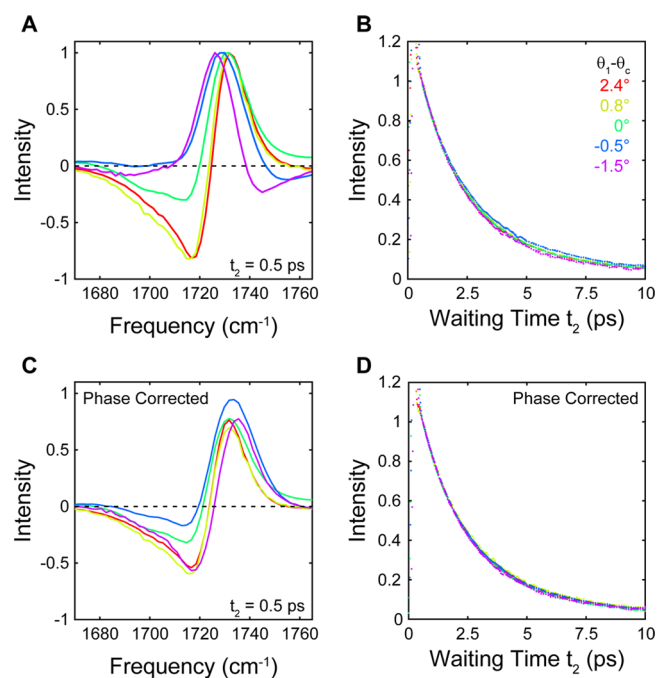 A
Intensity
1
0.5
0
-0.5
-1
1680 1700 1720 1740 1760
Frequency (cm-1)
t2 = 0.5 ps
B
Intensity
1.2
1
0.8
0.6
0.4
0.2
0
0 2.5 5 7.5 10
Waiting Time t2 (ps)
θ1-θc
2.4°
0.8°
0°
-0.5°
-1.5°
C
Phase Corrected
Intensity
1
0.5
0
-0.5
-1
1680 1700 1720 1740 1760
Frequency (cm-1)
t2 = 0.5 ps
D
Phase Corrected
Intensity
1.2
1
0.8
0.6
0.4
0.2
0
0 2.5 5 7.5 10
Waiting Time t2 (ps)